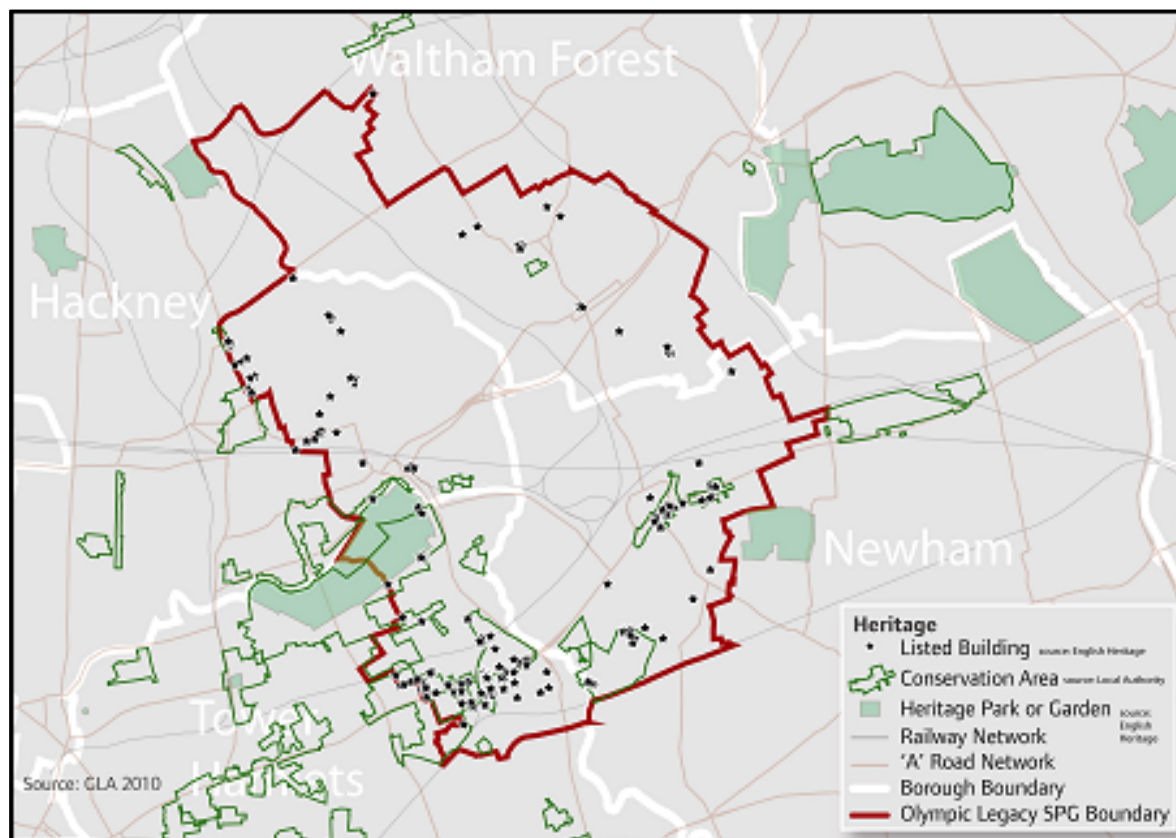 Waltham Forest
Hackney
Newham
Tower
Hamlets
Source: GLA 2010
Heritage
Listed Building source: English Heritage
Conservation Area source Local Authority
Heritage Park or Garden source:
English
Heritage
Railway Network
'A' Road Network
Borough Boundary
Olympic Legacy SPG Boundary